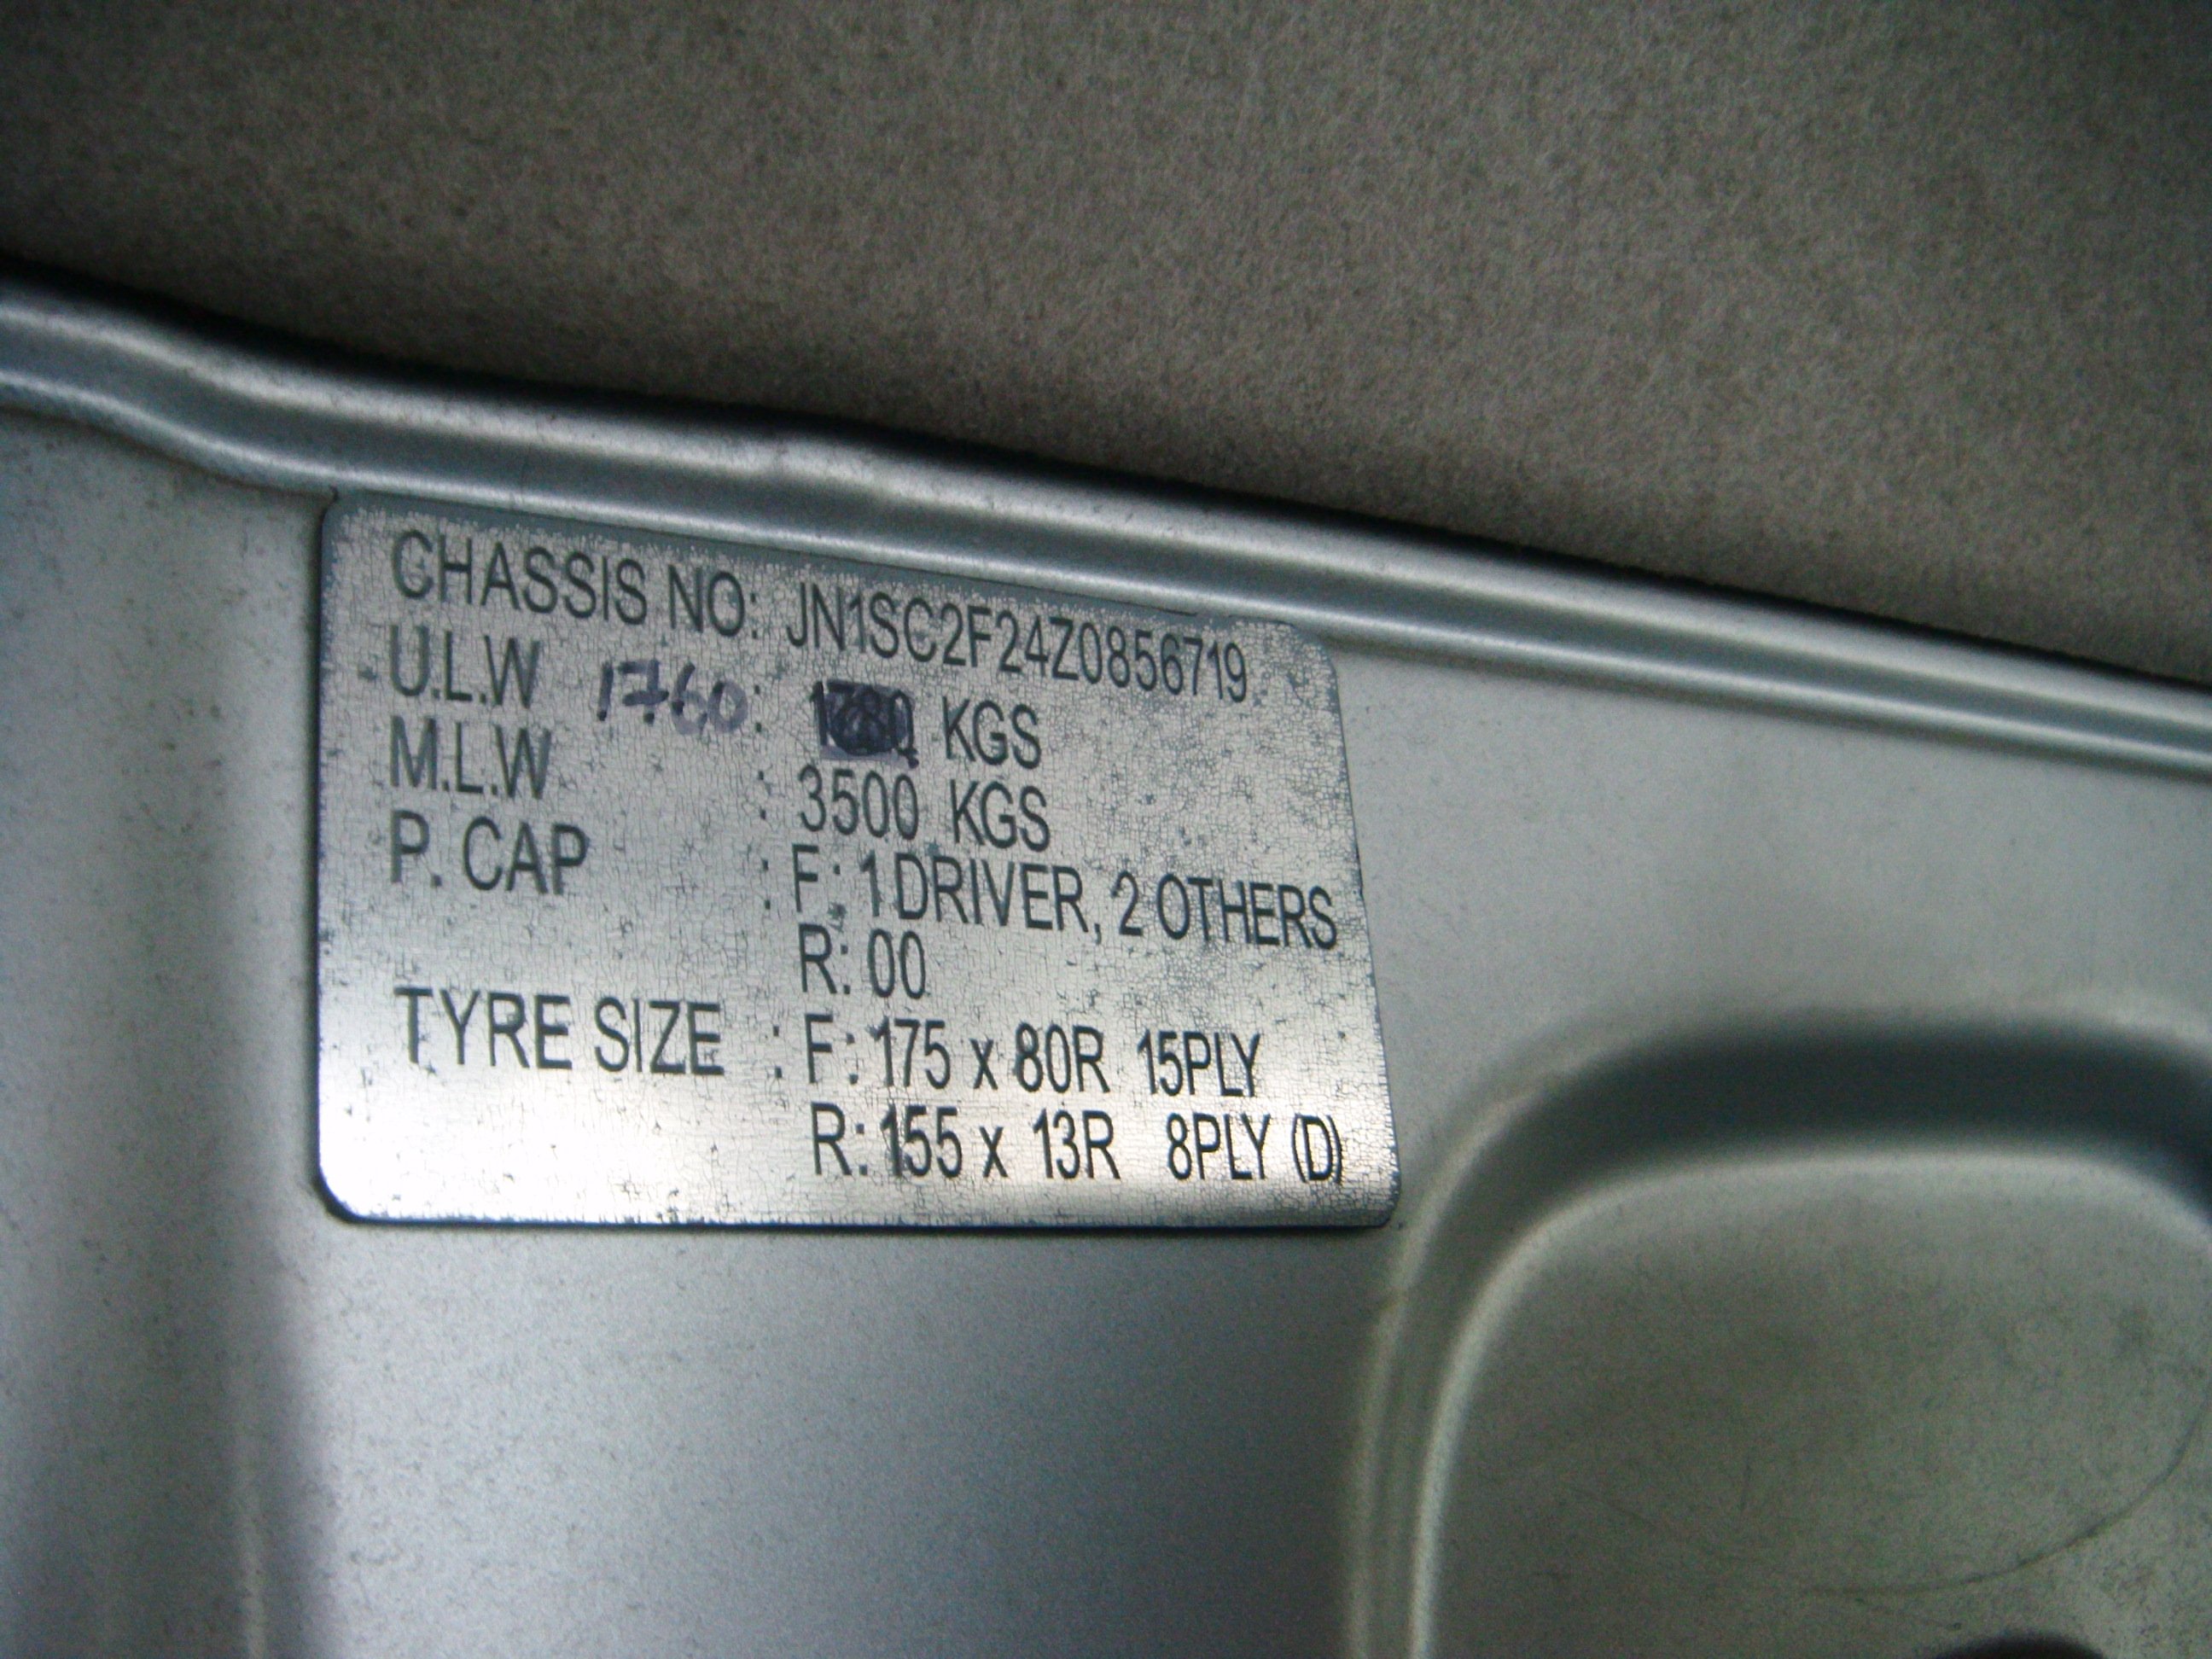 CHASSIS NO: JN1SC2F24Z0856719
U.L.W 1760: KGS
M.L.W : 3500 KGS
P. CAP : F: 1 DRIVER, 2 OTHERS
R: 00
TYRE SIZE : F: 175 x 80R 15PLY
R: 155 x 13R 8PLY (D)